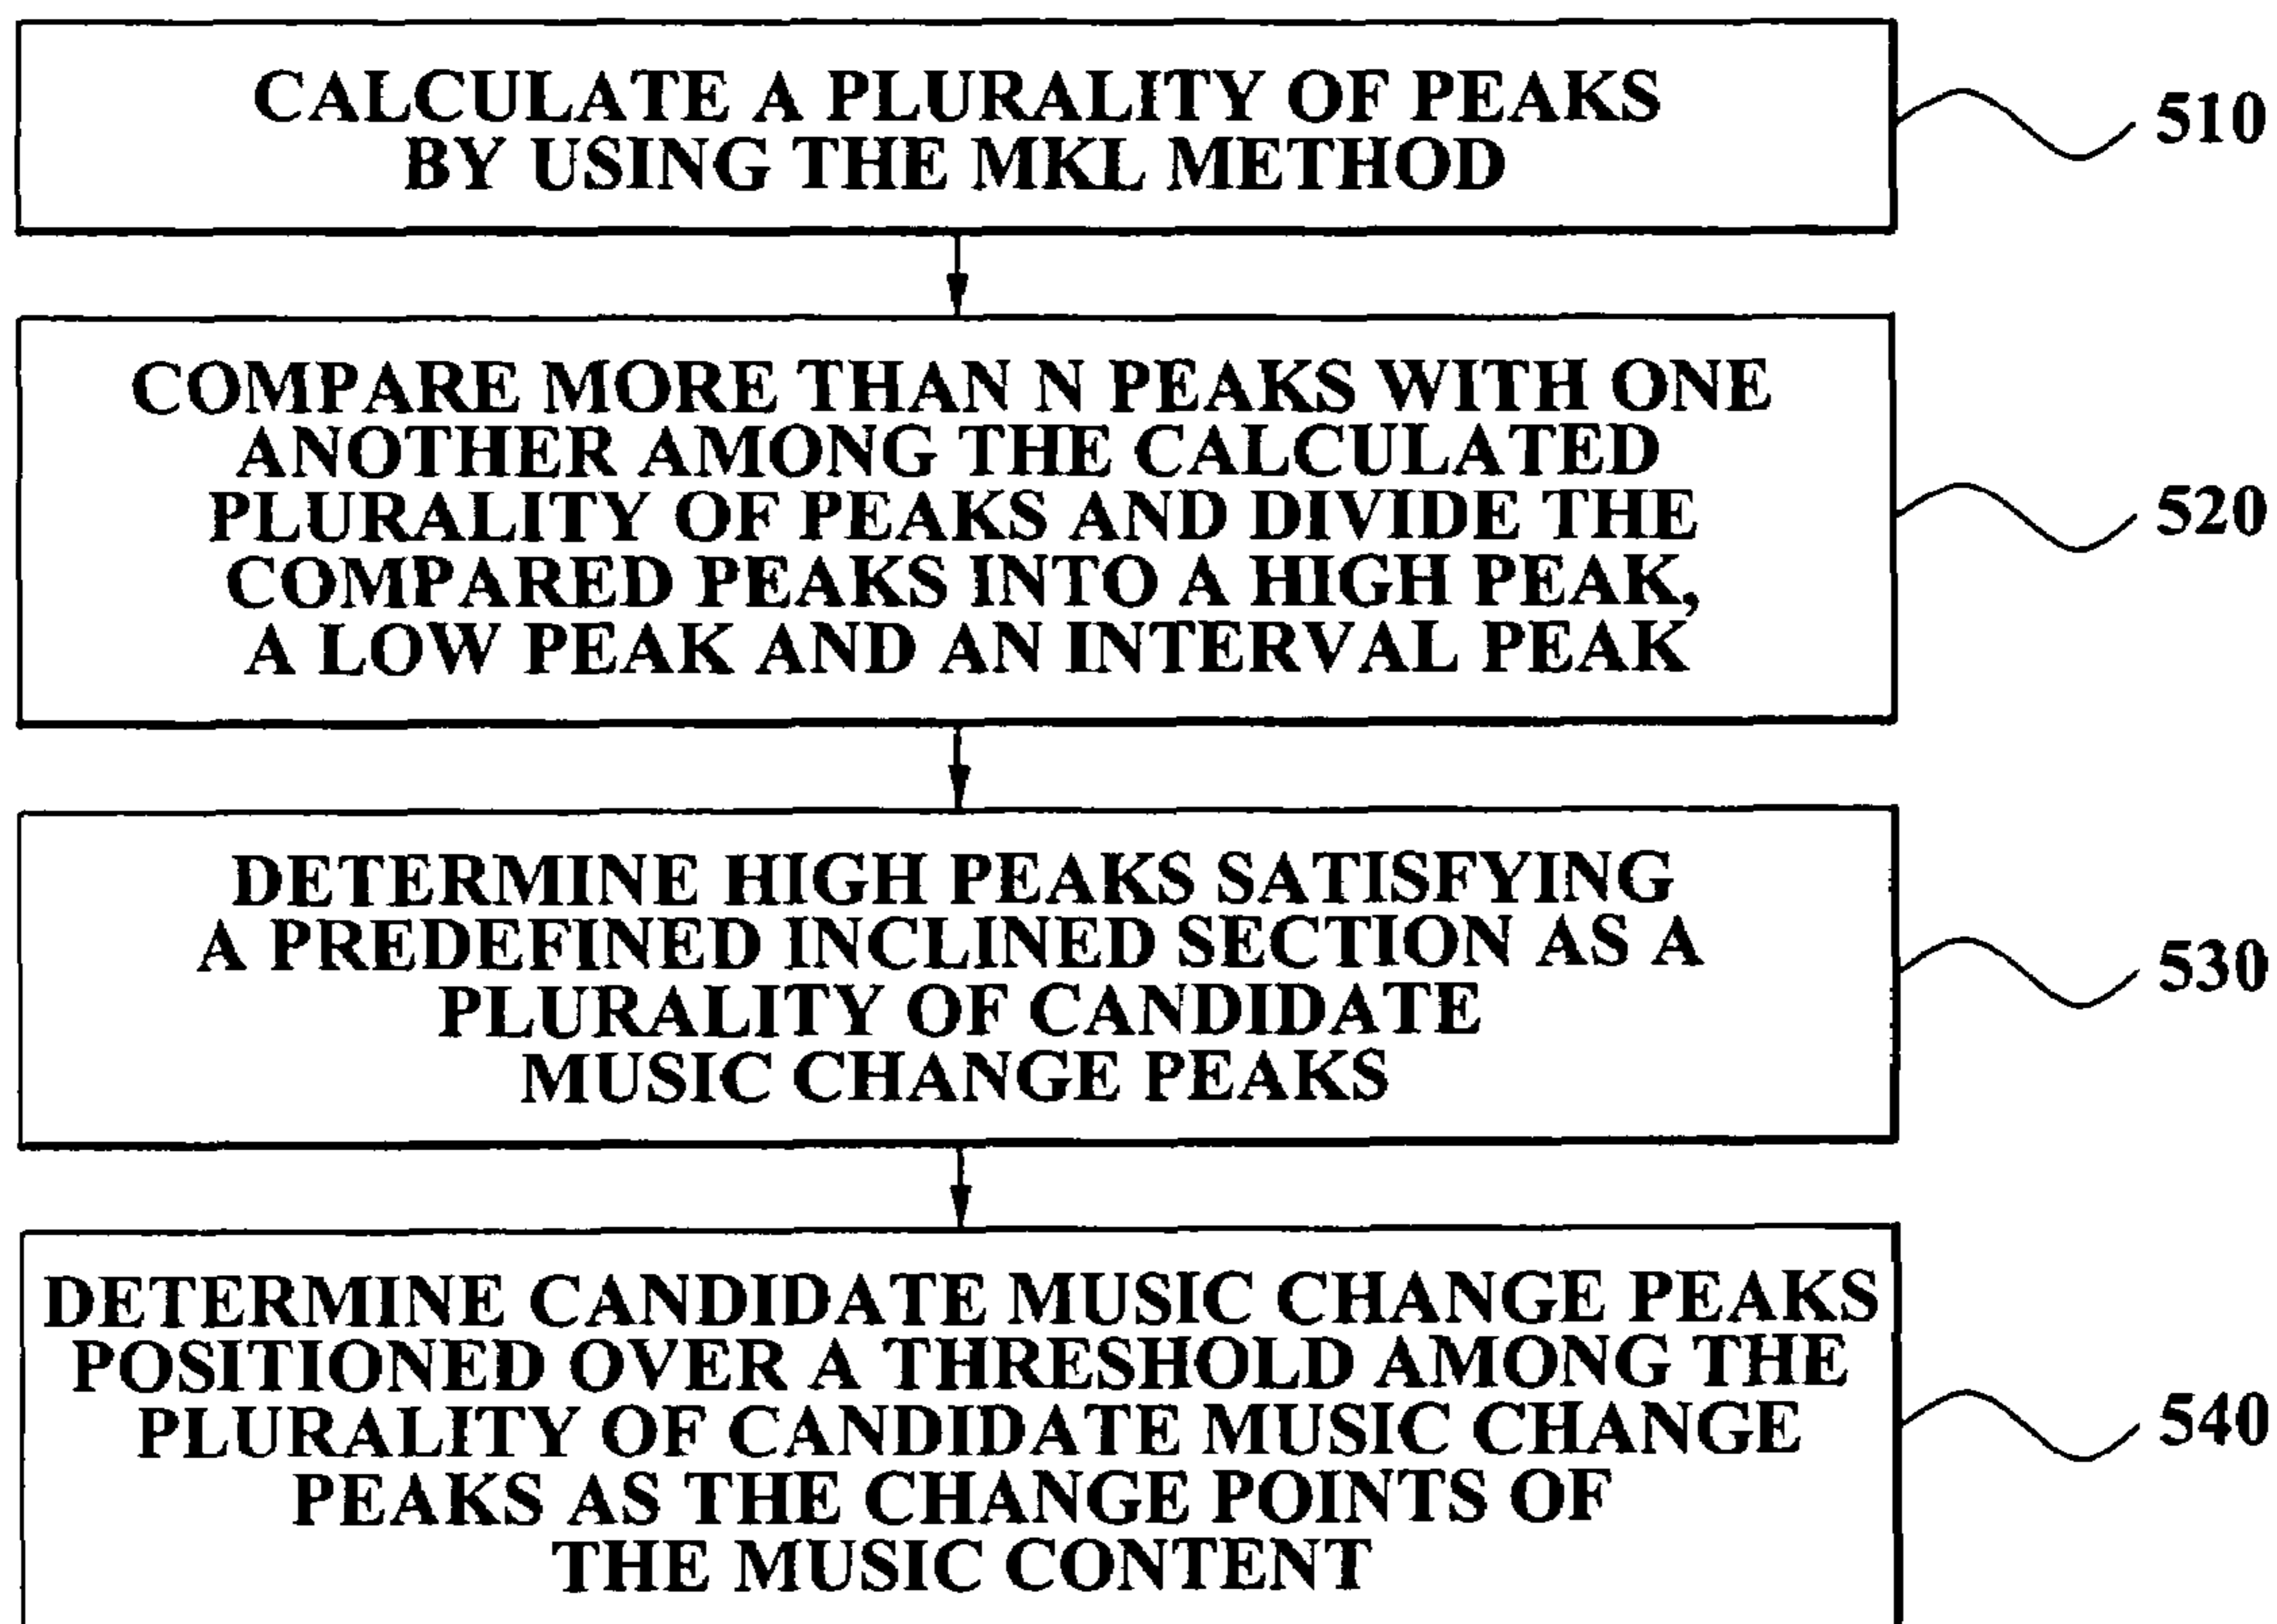 CALCULATE A PLURALITY OF PEAKS
BY USING THE MKL METHOD
510
COMPARE MORE THAN N PEAKS WITH ONE
ANOTHER AMONG THE CALCULATED
PLURALITY OF PEAKS AND DIVIDE THE
COMPARED PEAKS INTO A HIGH PEAK,
A LOW PEAK AND AN INTERVAL PEAK
520
DETERMINE HIGH PEAKS SATISFYING
A PREDEFINED INCLINED SECTION AS A
PLURALITY OF CANDIDATE
MUSIC CHANGE PEAKS
530
DETERMINE CANDIDATE MUSIC CHANGE PEAKS
POSITIONED OVER A THRESHOLD AMONG THE
PLURALITY OF CANDIDATE MUSIC CHANGE
PEAKS AS THE CHANGE POINTS OF
THE MUSIC CONTENT
540